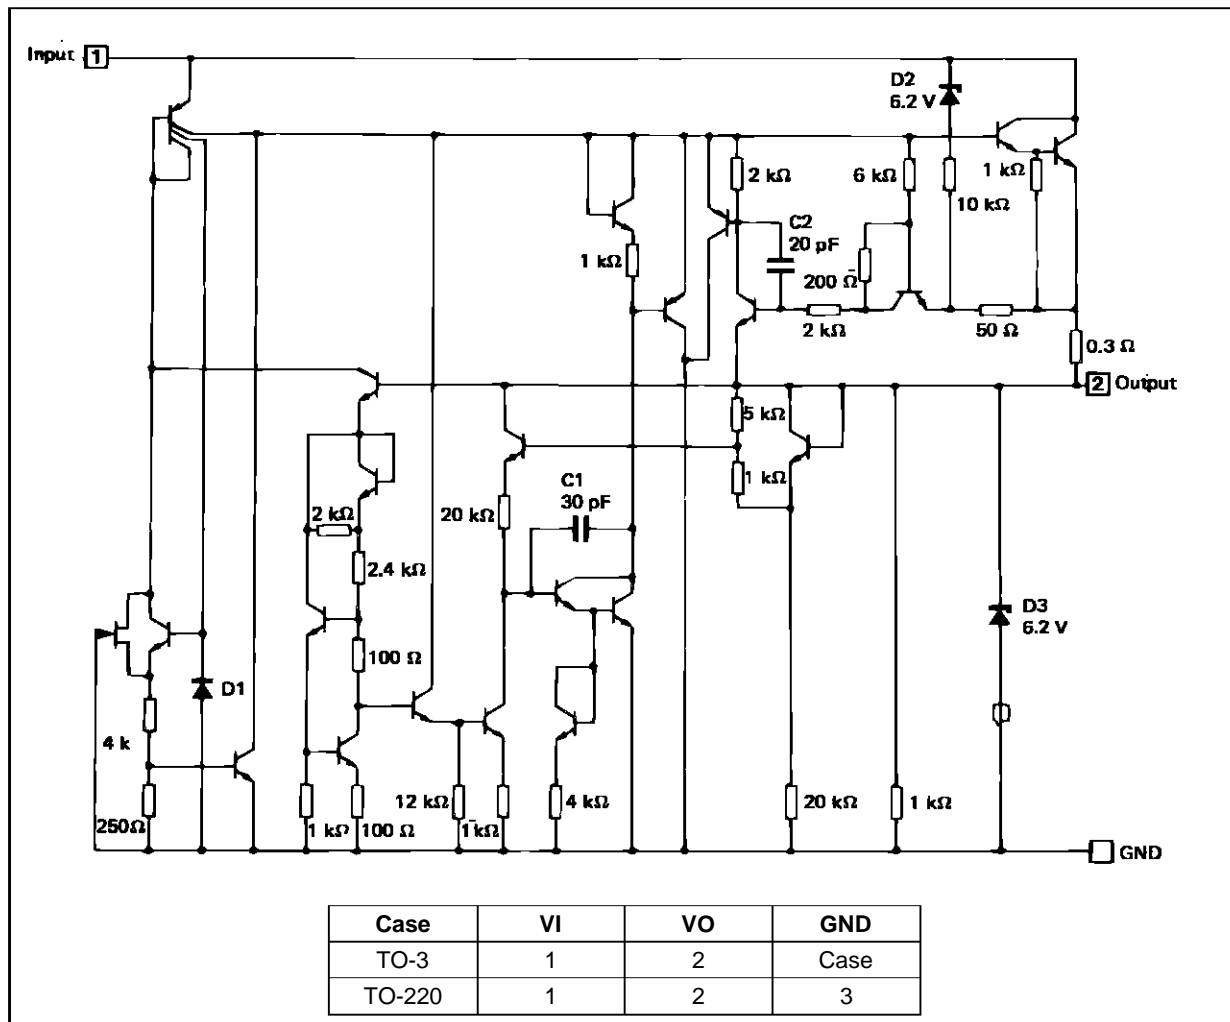 Input 1
D2
6.2 V
2 kΩ
6 kΩ
1 kΩ
10 kΩ
C2
20 pF
1 kΩ
200 Ω
2 kΩ
50 Ω
0.3 Ω
2 Output
5 kΩ
1 kΩ
C1
30 pF
2 kΩ
20 kΩ
2.4 kΩ
D3
6.2 V
100 Ω
D1
4 k
12 kΩ
4 kΩ
20 kΩ
1 kΩ
250Ω
1 kΩ
100 Ω
1 kΩ
GND
Case VI VO GND
TO-3 1 2 Case
TO-220 1 2 3